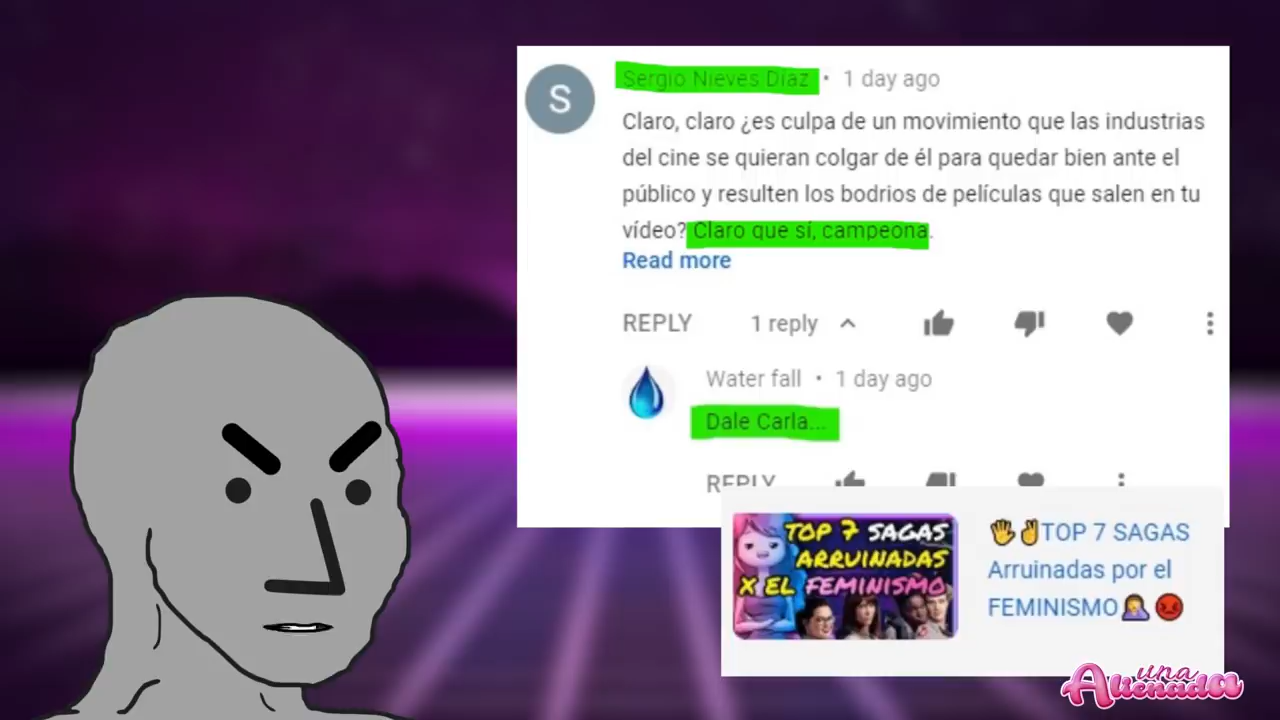 Sergio Nieves Díaz • 1 day ago
S
Claro, claro ¿es culpa de un movimiento que las industrias
del cine se quieran colgar de él para quedar bien ante el
público y resulten los bodrios de películas que salen en tu
vídeo? Claro que sí, campeona.
Read more
REPLY 1 reply
Water fall • 1 day ago
Dale Carla...
REPLY
TOP 7 SAGAS
ARRUINADAS
X EL FEMINISMO
🖐✌TOP 7 SAGAS
Arruinadas por el
FEMINISMO🤦‍♀️😡
una
Alienada